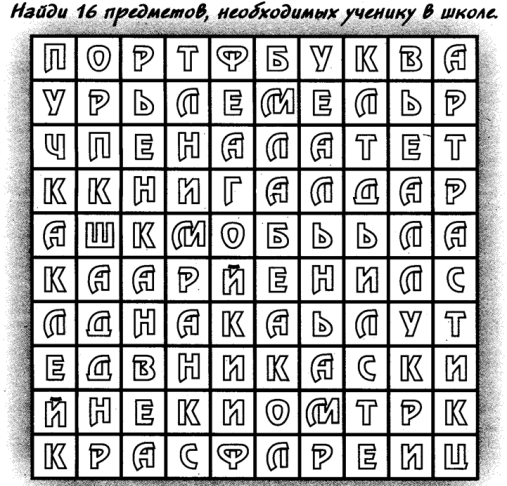 Найди 16 предметов, необходимых ученику в школе.
П О Р Т Ф Б У К В А
У Р Ь Л Е М Е Л Ь Р
Ч П Е Н А Л А Т Е Т
К К Н И Г А Л Д А Р
А Ш К М О Б Ь Ь Л А
К А А Р Й Е Н И Л С
Л Д Н А К А Ь Л У Т
Е Д В Н И К А С К И
Й Н Е К И О М Т Р К
К Р А С Ф Л Р Е И Ц